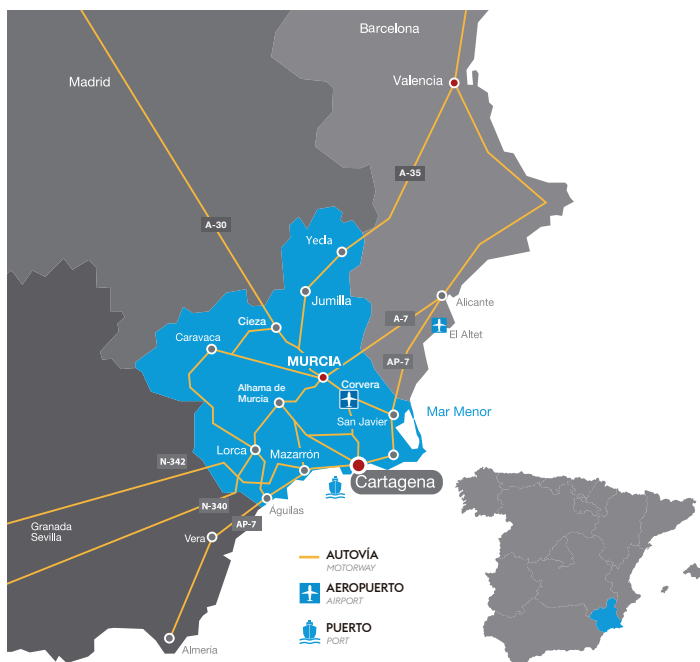 Barcelona
Madrid
Valencia
A-35
A-30
Yecla
Jumilla
Alicante
Cieza
A-7
El Altet
Caravaca
MURCIA
AP-7
Alhama de
Murcia
Corvera
Mar Menor
San Javier
Lorca
Mazarrón
N-342
Cartagena
N-340
Águilas
Granada
Sevilla
AP-7
Vera
Almería
AUTOVÍA
MOTORWAY
AEROPUERTO
AIRPORT
PUERTO
PORT